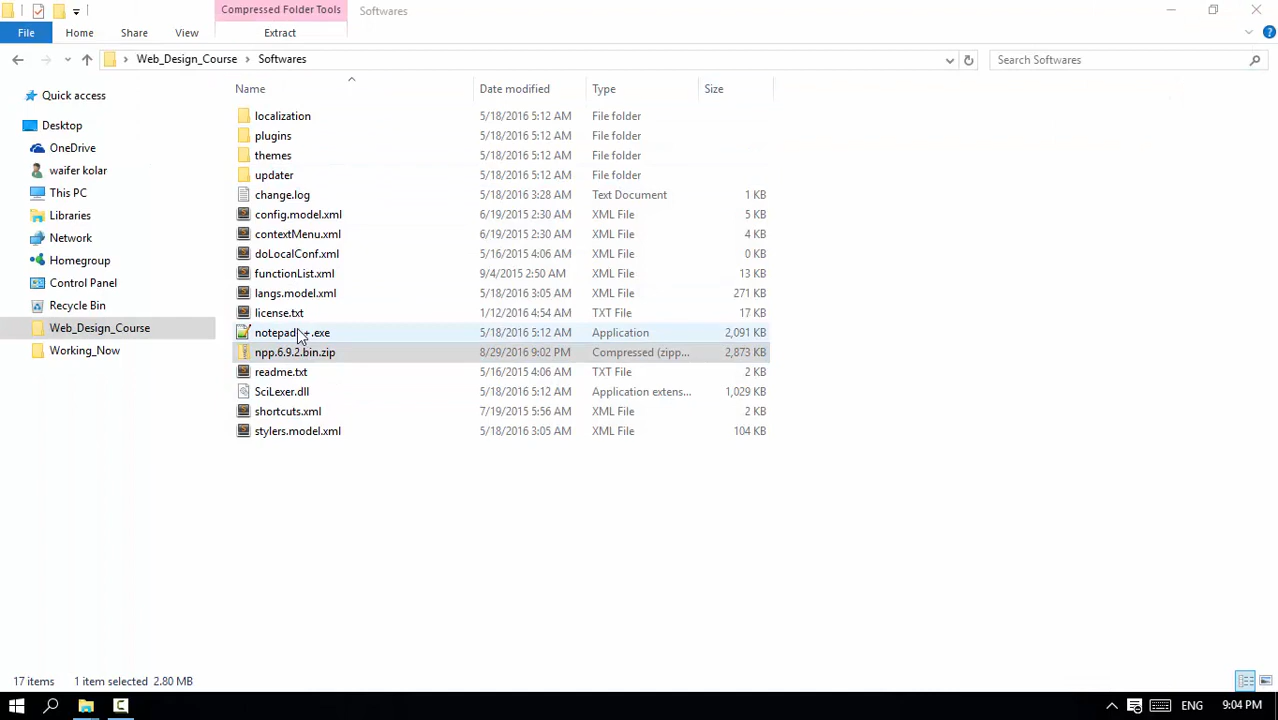 Compressed Folder Tools Softwares
File Home Share View Extract
Web_Design_Course Softwares Search Softwares
Name Date modified Type Size
Quick access
Desktop
OneDrive
waifer kolar
This PC
Libraries
Network
Homegroup
Control Panel
Recycle Bin
Web_Design_Course
Working_Now
localization 5/18/2016 5:12 AM File folder
plugins 5/18/2016 5:12 AM File folder
themes 5/18/2016 5:12 AM File folder
updater 5/18/2016 5:12 AM File folder
change.log 5/18/2016 3:28 AM Text Document 1 KB
config.model.xml 6/19/2015 2:30 AM XML File 5 KB
contextMenu.xml 6/19/2015 2:30 AM XML File 4 KB
doLocalConf.xml 5/16/2015 4:06 AM XML File 0 KB
functionList.xml 9/4/2015 2:50 AM XML File 13 KB
langs.model.xml 5/18/2016 3:05 AM XML File 271 KB
license.txt 1/12/2016 4:54 AM TXT File 17 KB
notepad++.exe 5/18/2016 5:12 AM Application 2,091 KB
npp.6.9.2.bin.zip 8/29/2016 9:02 PM Compressed (zipp... 2,873 KB
readme.txt 5/16/2015 4:06 AM TXT File 2 KB
SciLexer.dll 5/18/2016 5:12 AM Application extens... 1,029 KB
shortcuts.xml 7/19/2015 5:56 AM XML File 2 KB
stylers.model.xml 5/18/2016 3:05 AM XML File 104 KB
17 items 1 item selected 2.80 MB
ENG 9:04 PM